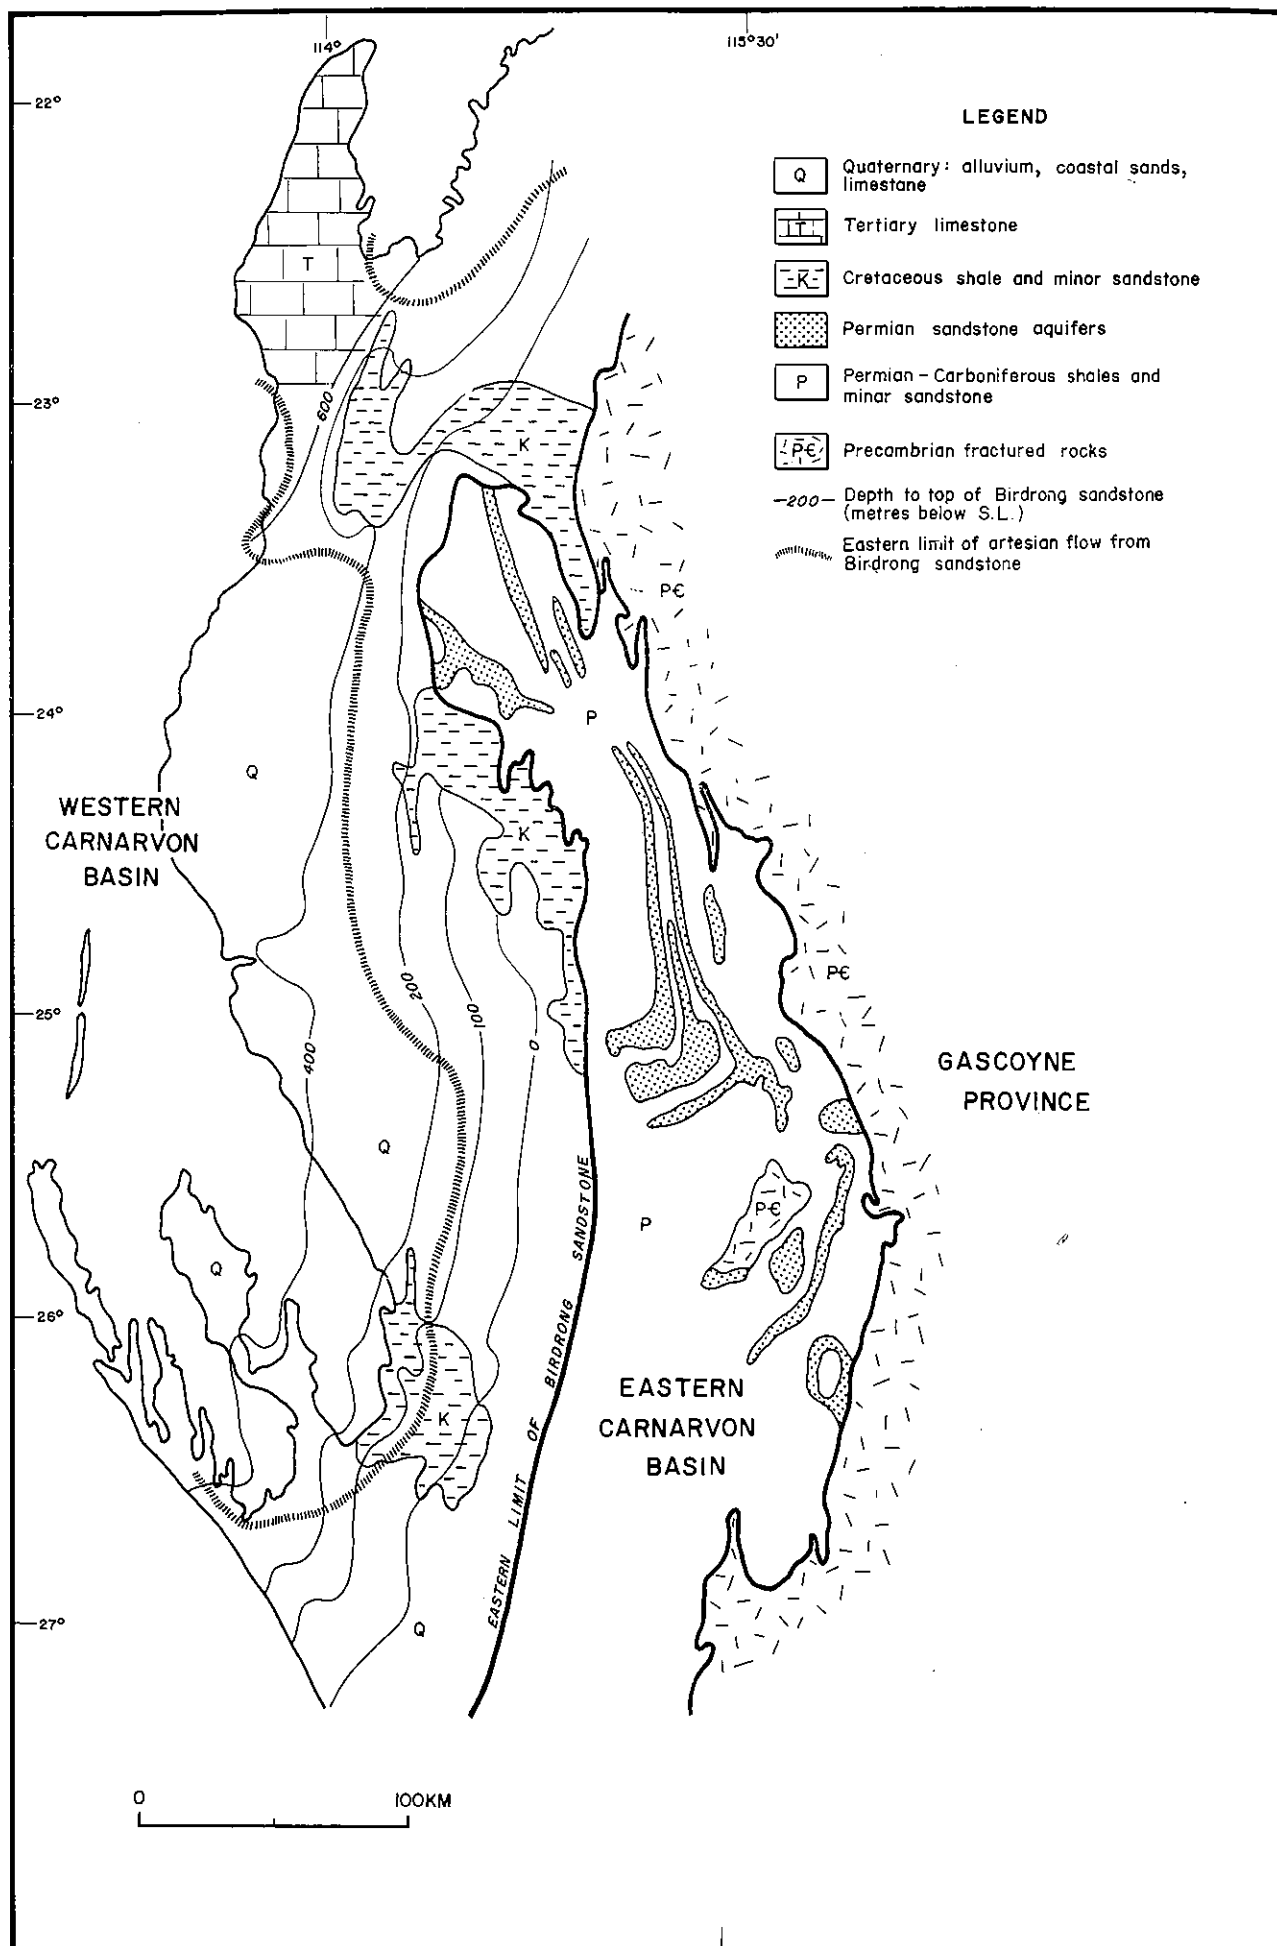 114°
115°30'
22°
LEGEND
Q
Quaternary: alluvium, coastal sands,
limestane
T
Tertiary limestone
K
Cretaceous shale and minor sandstone
Permian sandstone aquifers
P
Permian-Carboniferous shales and
minar sandstone
P€
Precambrian fractured rocks
—200— Depth to top of Birdrong sandstone
(metres below S.L.)
Eastern limit of artesian flow from
Birdrong sandstone
T
600
23°
K
P€
24°
P
Q
WESTERN
CARNARVON
BASIN
K
P€
25°
200
100
0
400
GASCOYNE
PROVINCE
Q
P
P€
Q
26°
EASTERN LIMIT OF BIRDRONG SANDSTONE
EASTERN
CARNARVON
BASIN
K
27°
Q
0
100KM